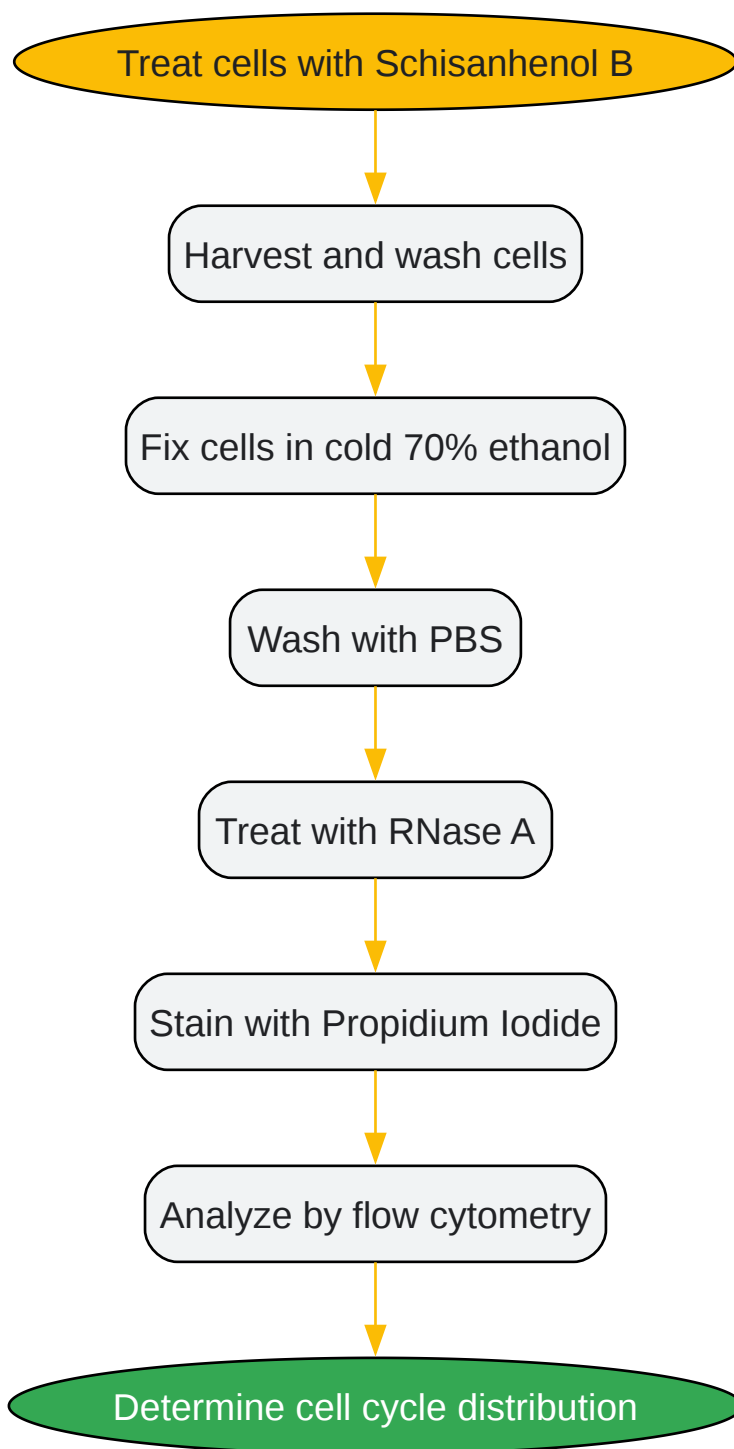 Treat cells with Schisanhenol B
Harvest and wash cells
Fix cells in cold 70% ethanol
Wash with PBS
Treat with RNase A
Stain with Propidium Iodide
Analyze by flow cytometry
Determine cell cycle distribution